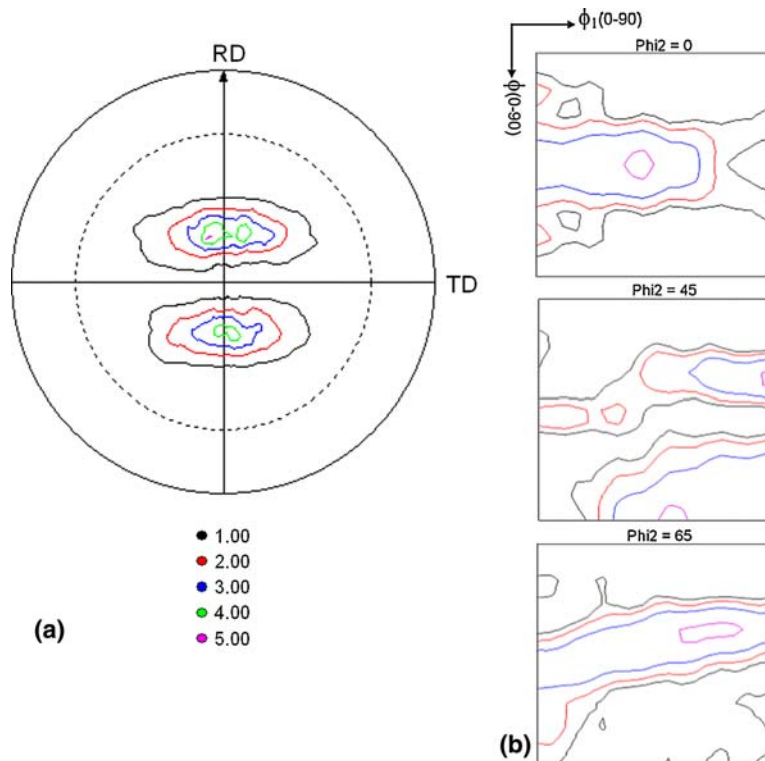 RD
TD
1.00
2.00
3.00
4.00
5.00
(a)
ϕ₁(0-90)
ϕ(0-90)
Phi2 = 0
Phi2 = 45
Phi2 = 65
(b)